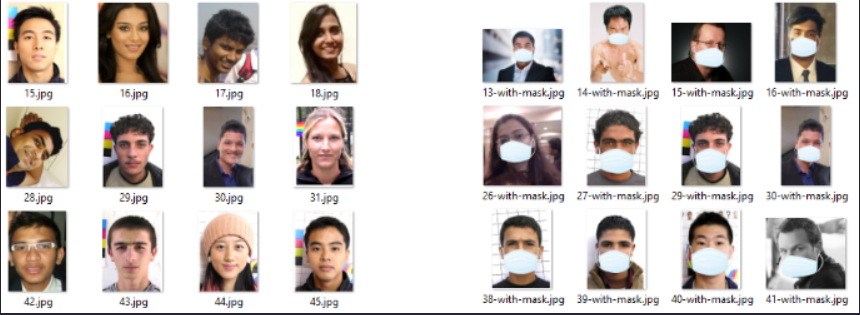 15.jpg 16.jpg 17.jpg 18.jpg 13-with-mask.jpg 14-with-mask.jpg 15-with-mask.jpg 16-with-mask.jpg
28.jpg 29.jpg 30.jpg 31.jpg 26-with-mask.jpg 27-with-mask.jpg 29-with-mask.jpg 30-with-mask.jpg
42.jpg 43.jpg 44.jpg 45.jpg 38-with-mask.jpg 39-with-mask.jpg 40-with-mask.jpg 41-with-mask.jpg